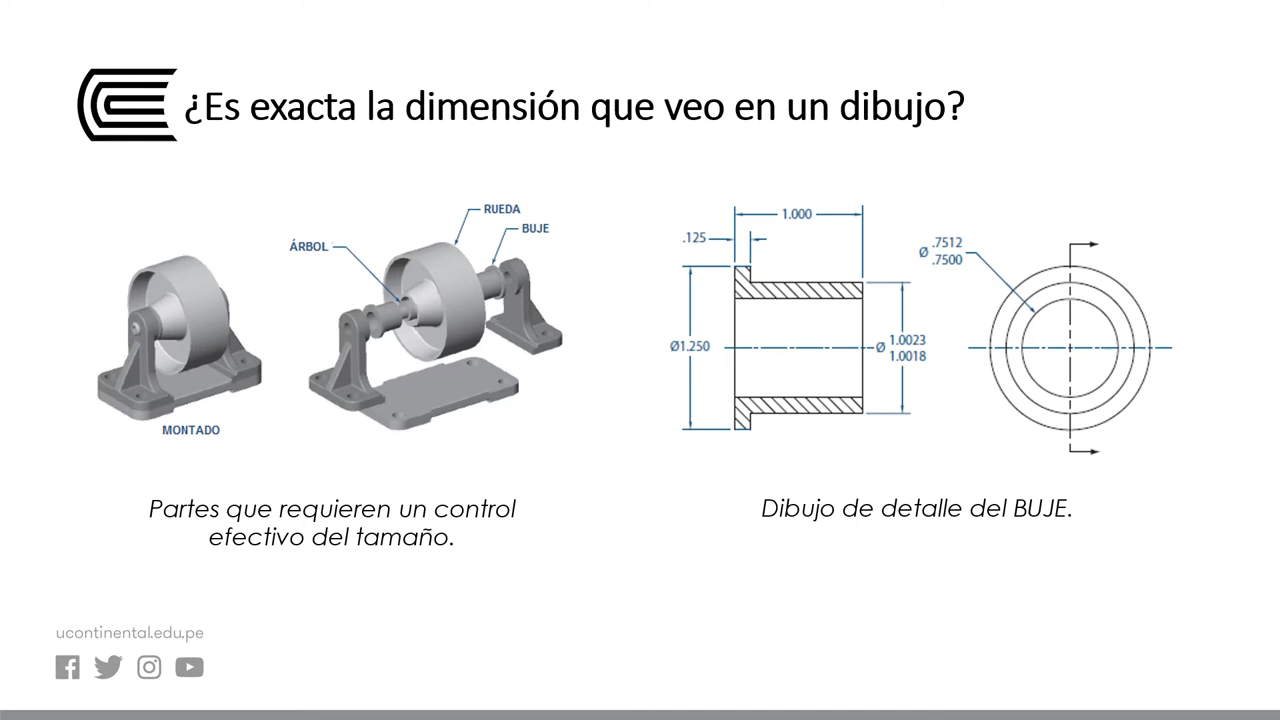 ¿Es exacta la dimensión que veo en un dibujo?
RUEDA
BUJE
ÁRBOL
MONTADO
1.000
.125
Ø1.250
Ø 1.0023
1.0018
Ø .7512
.7500
Partes que requieren un control
efectivo del tamaño.
Dibujo de detalle del BUJE.
ucontinental.edu.pe